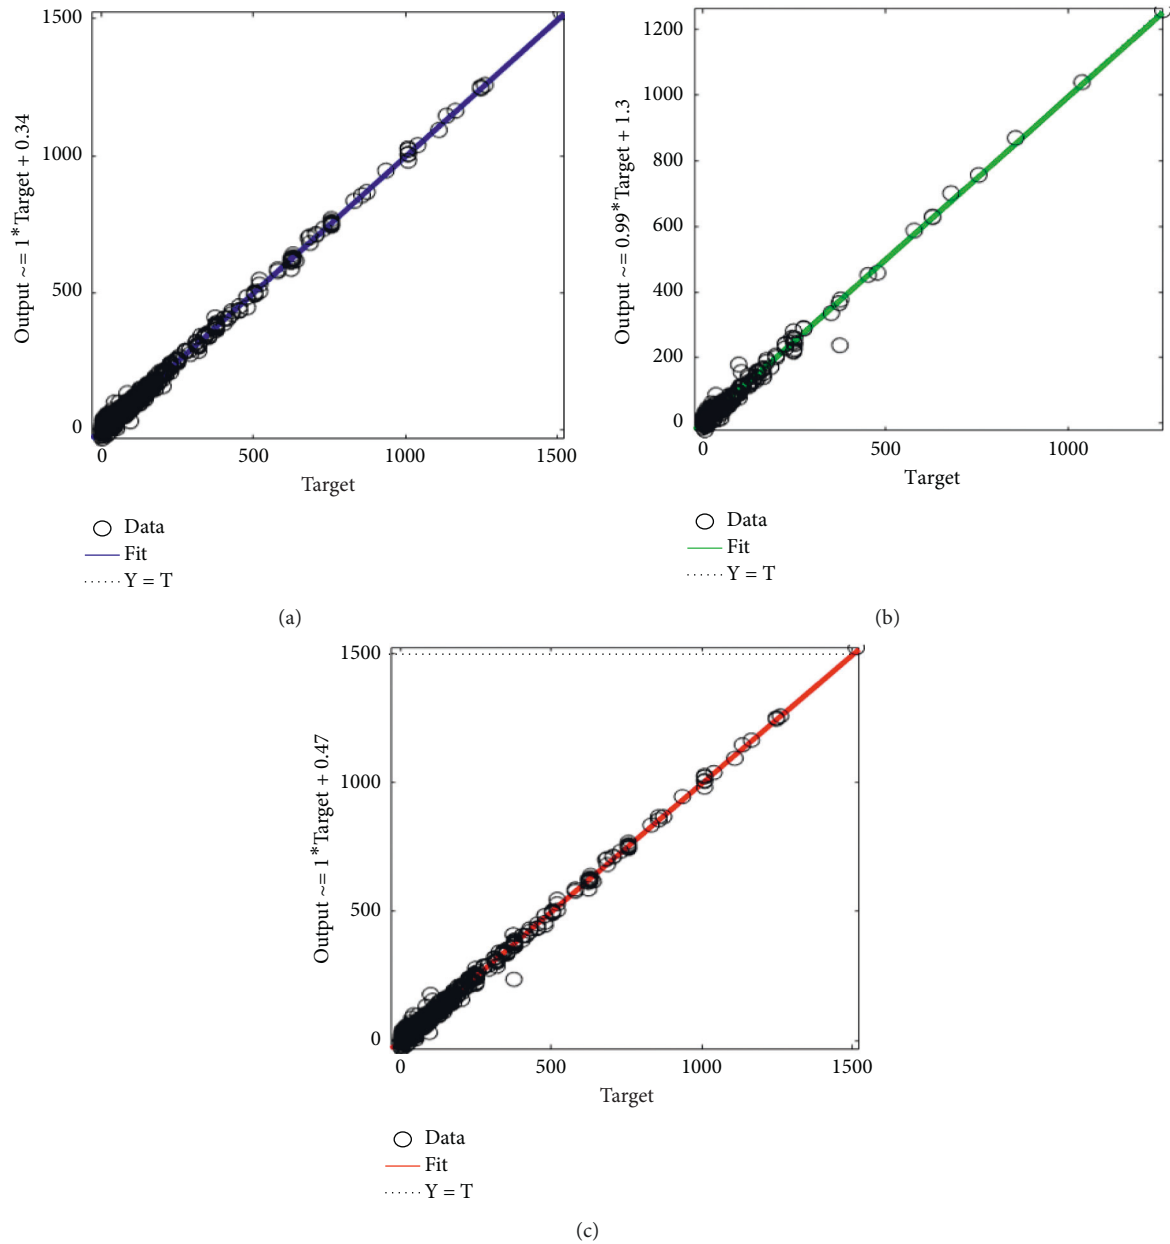 1500
1000
500
0
Output ~= 1*Target + 0.34
0
500
1000
1500
Target
Data
Fit
Y = T
(a)
1200
1000
800
600
400
200
0
Output ~= 0.99*Target + 1.3
0
500
1000
Target
Data
Fit
Y = T
(b)
1500
1000
500
0
Output ~= 1*Target + 0.47
0
500
1000
1500
Target
Data
Fit
Y = T
(c)